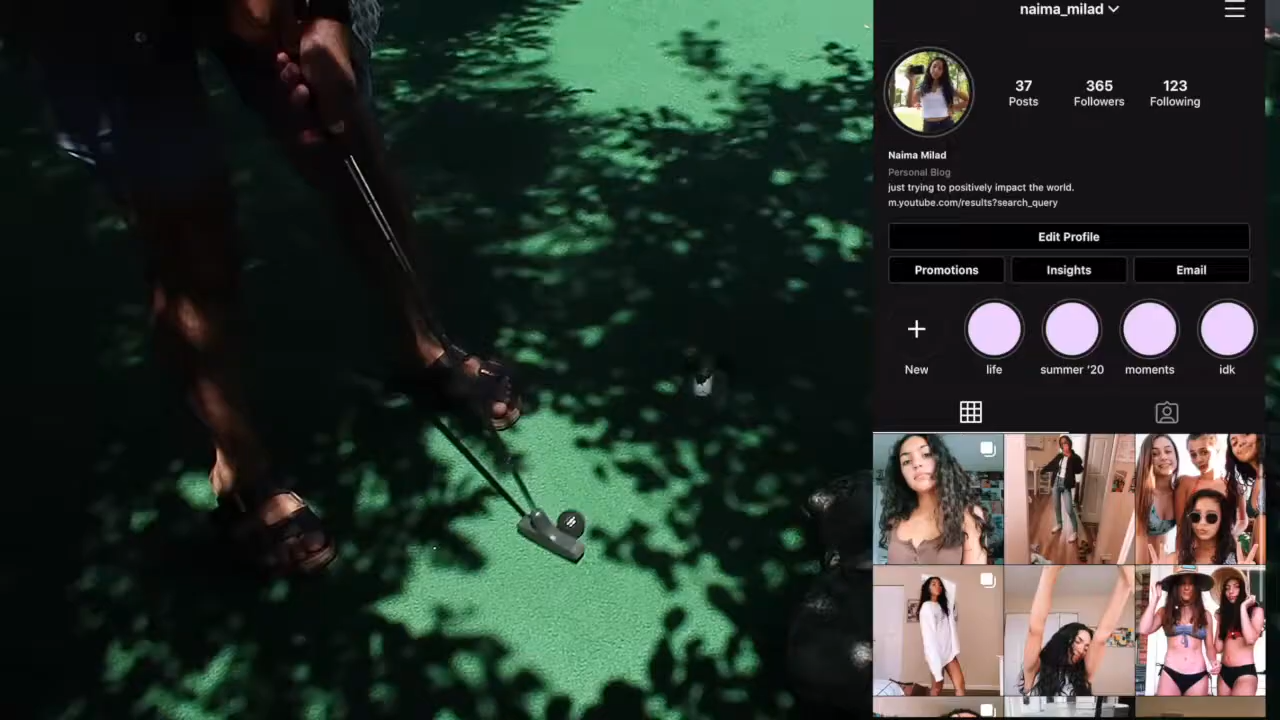 naima_milad
37 365 123
Posts Followers Following
Naima Milad
Personal Blog
just trying to positively impact the world.
m.youtube.com/results?search_query
Edit Profile
Promotions Insights Email
New life summer '20 moments idk